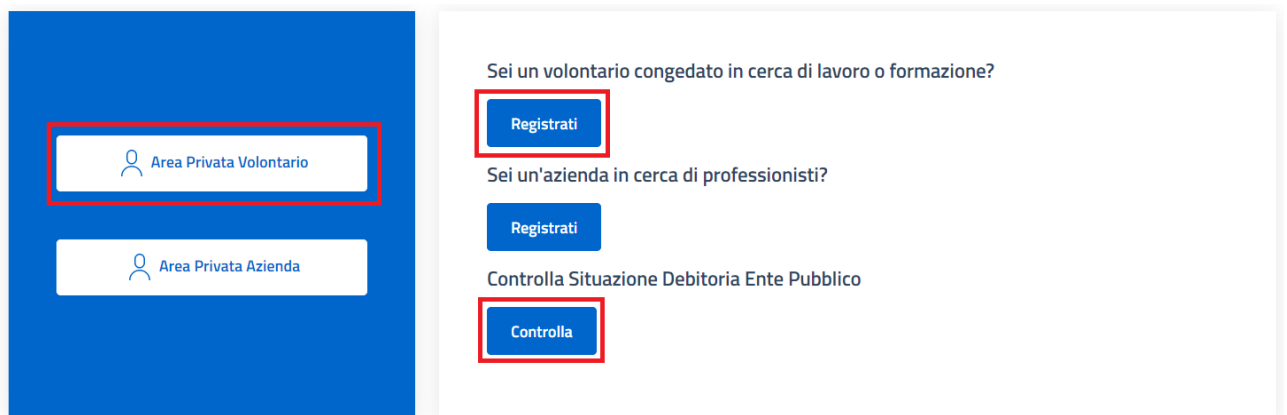 Area Privata Volontario
Area Privata Azienda
Sei un volontario congedato in cerca di lavoro o formazione?
Registrati
Sei un'azienda in cerca di professionisti?
Registrati
Controlla Situazione Debitoria Ente Pubblico
Controlla